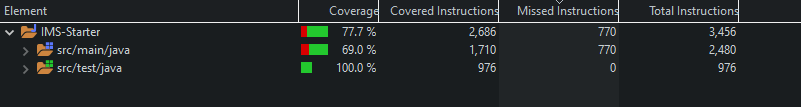 Element Coverage Covered Instructions Missed Instructions Total Instructions
IMS-Starter 77.7 % 2,686 770 3,456
src/main/java 69.0 % 1,710 770 2,480
src/test/java 100.0 % 976 0 976